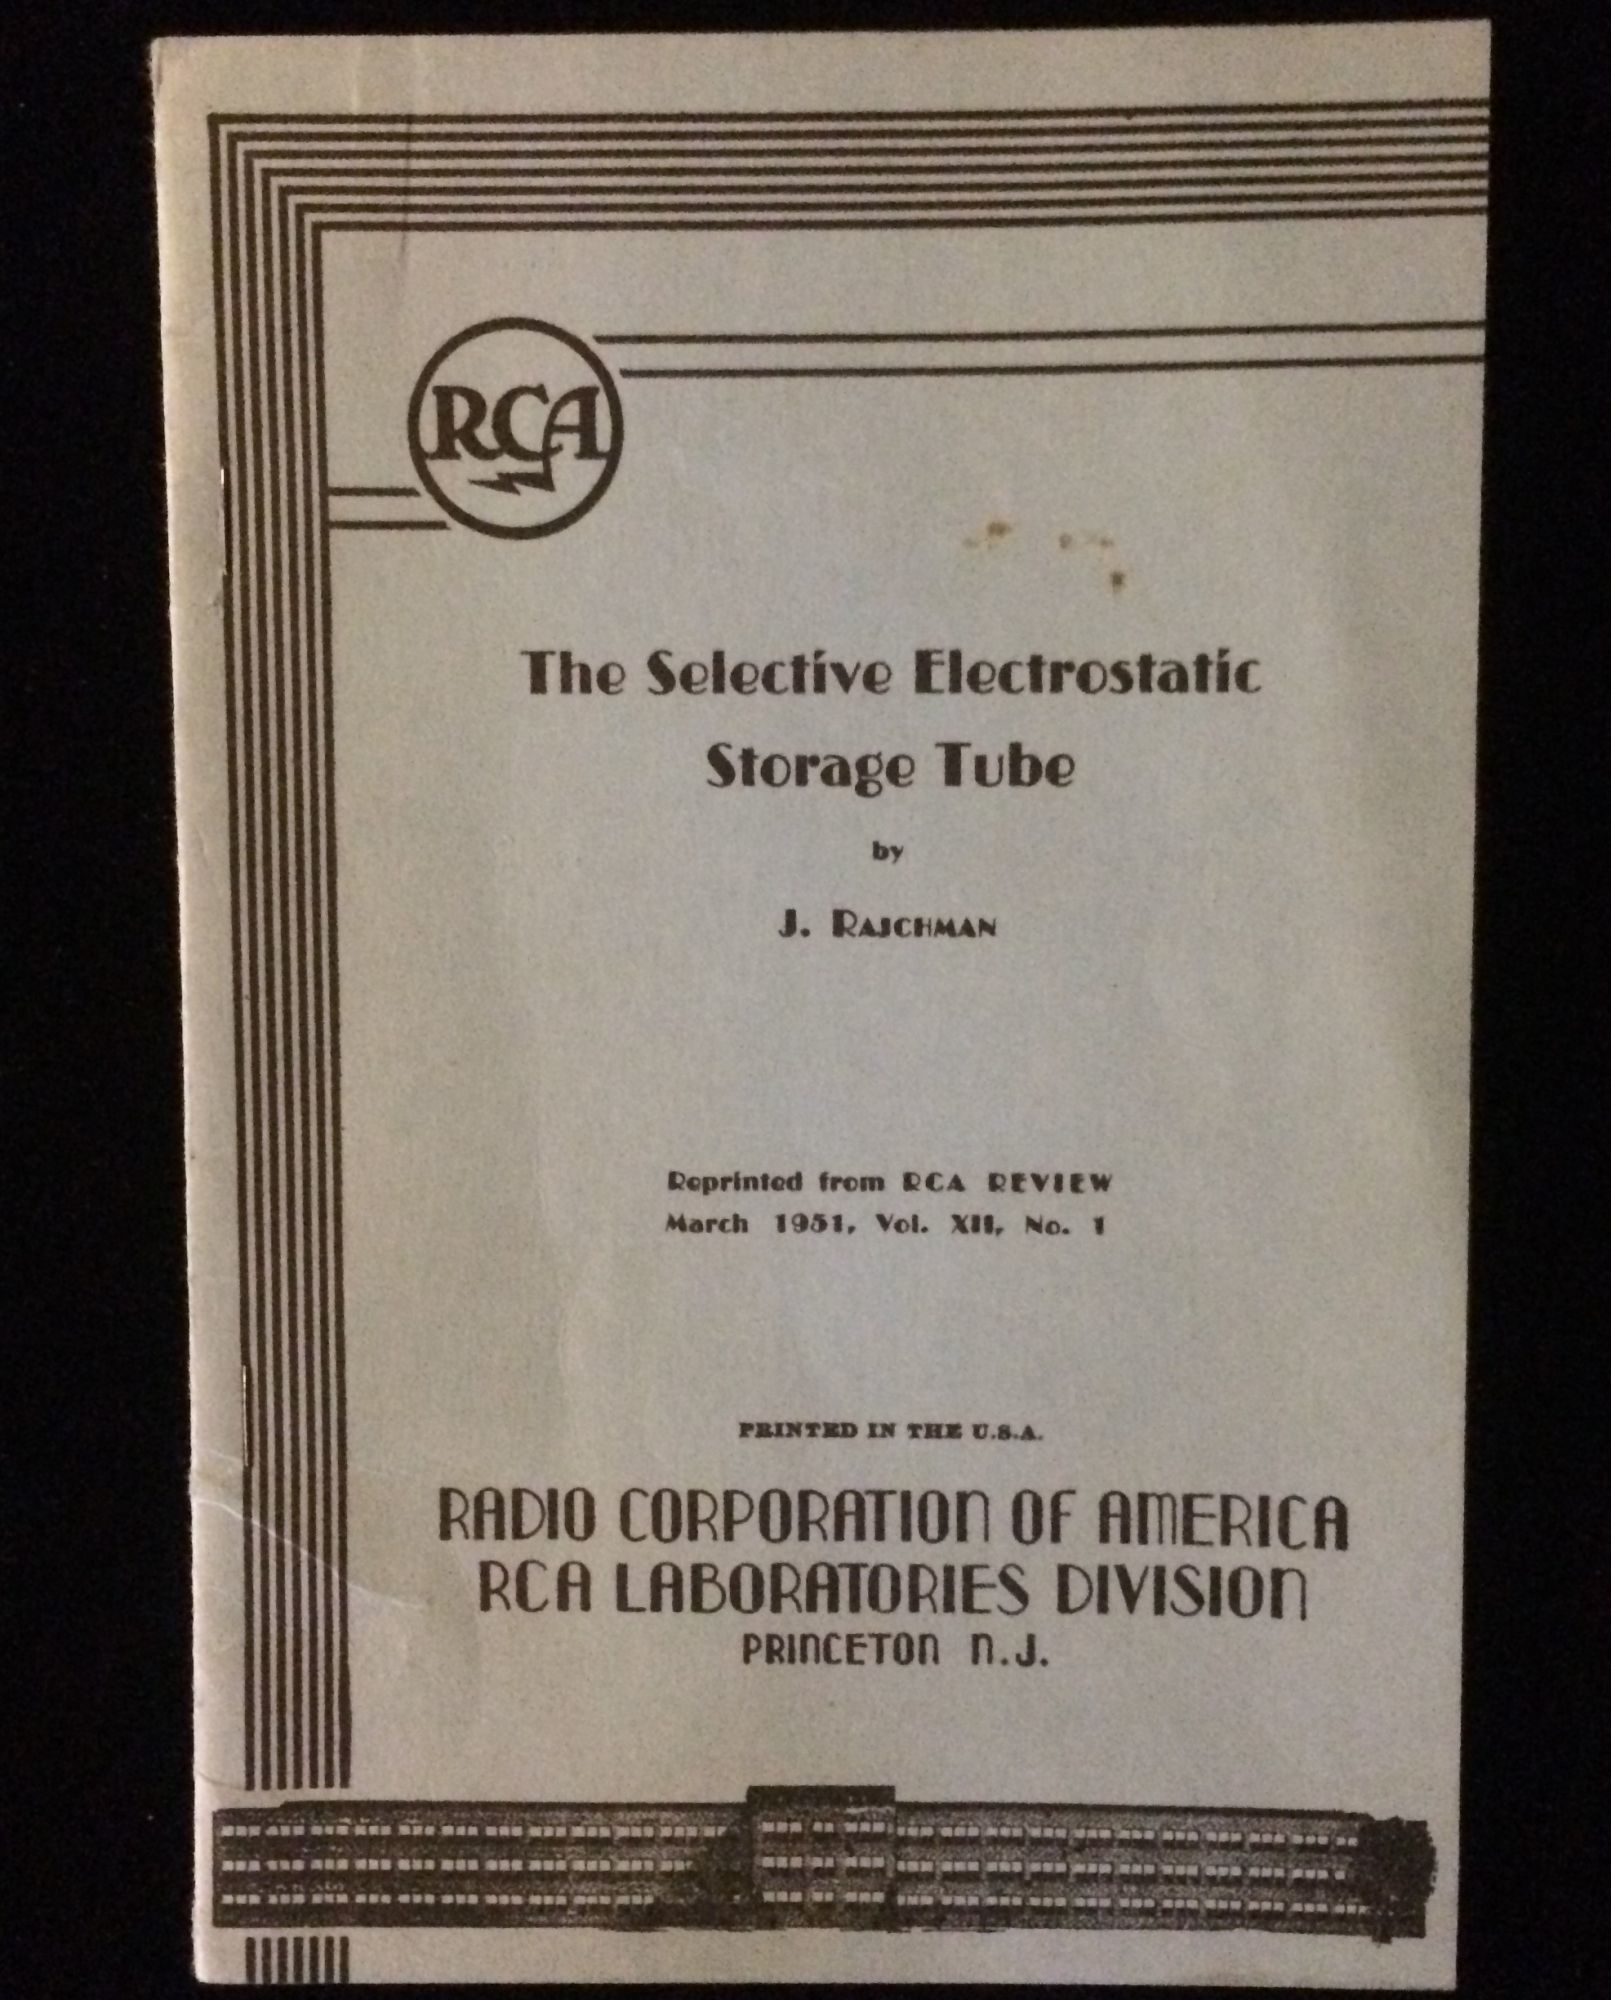 RCA
The Selective Electrostatic
Storage Tube
by
J. RAJCHMAN
Reprinted from RCA REVIEW
March 1951, Vol. XII, No. 1
PRINTED IN THE U.S.A.
RADIO CORPORATION OF AMERICA
RCA LABORATORIES DIVISION
PRINCETON N.J.